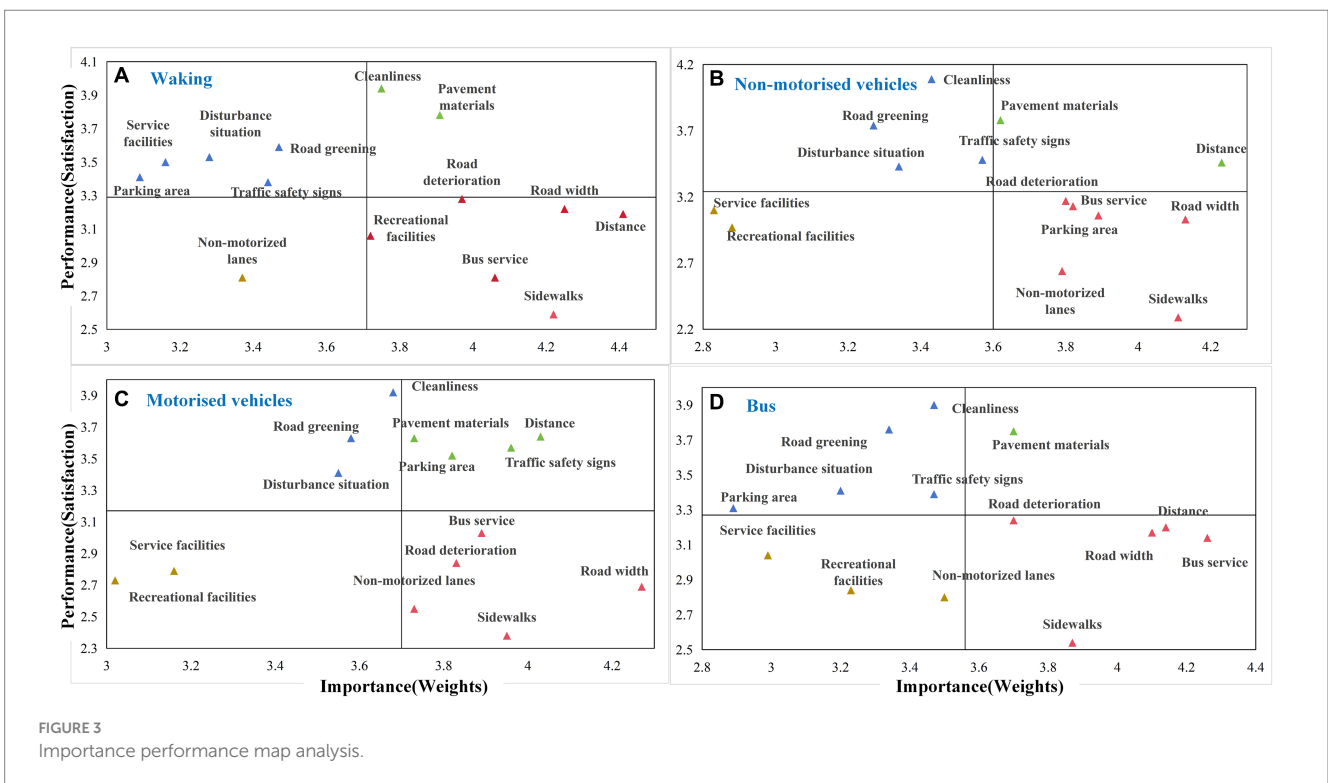 A Waking
4.1
3.9
3.7
3.5
3.3
3.1
2.9
2.7
2.5
3 3.2 3.4 3.6 3.8 4 4.2 4.4
Performance(Satisfaction)
Cleanliness
Pavement
materials
Disturbance
situation
Service
facilities
Road greening
Parking area
Traffic safety signs
Road
deterioration
Road width
Distance
Recreational
facilities
Non-motorized
lanes
Bus service
Sidewalks
B Non-motorised vehicles
4.2
3.7
3.2
2.7
2.2
2.8 3 3.2 3.4 3.6 3.8 4 4.2
Cleanliness
Road greening
Pavement materials
Disturbance situation
Traffic safety signs
Distance
Road deterioration
Service facilities
Bus service
Road width
Recreational facilities
Parking area
Non-motorized
lanes
Sidewalks
C Motorised vehicles
3.9
3.7
3.5
3.3
3.1
2.9
2.7
2.5
2.3
3 3.2 3.4 3.6 3.8 4 4.2
Performance(Satisfaction)
Importance(Weights)
Cleanliness
Road greening
Pavement materials
Distance
Parking area
Traffic safety signs
Disturbance situation
Bus service
Service facilities
Road deterioration
Non-motorized lanes
Road width
Recreational facilities
Sidewalks
D Bus
3.9
3.7
3.5
3.3
3.1
2.9
2.7
2.5
2.8 3 3.2 3.4 3.6 3.8 4 4.2 4.4
Importance(Weights)
Cleanliness
Road greening
Pavement materials
Disturbance situation
Traffic safety signs
Parking area
Road deterioration
Distance
Service facilities
Road width
Bus service
Recreational
facilities
Non-motorized lanes
Sidewalks
FIGURE 3
Importance performance map analysis.